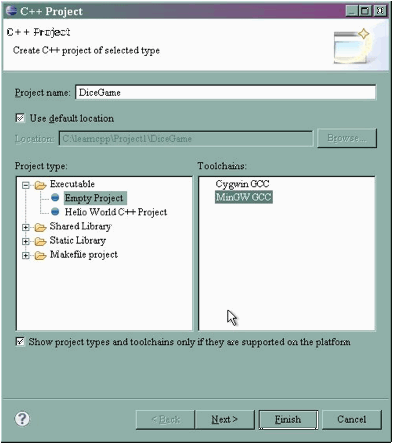 C++ Project
C++ Project
Create C++ project of selected type
Project name: DiceGame
Use default location
Location: C:\learncpp\Project1\DiceGame Browse...
Project type: Toolchains:
Executable Cygwin GCC
Empty Project MinGW GCC
Hello World C++ Project
Shared Library
Static Library
Makefile project
Show project types and toolchains only if they are supported on the platform
? < Back Next > Finish Cancel